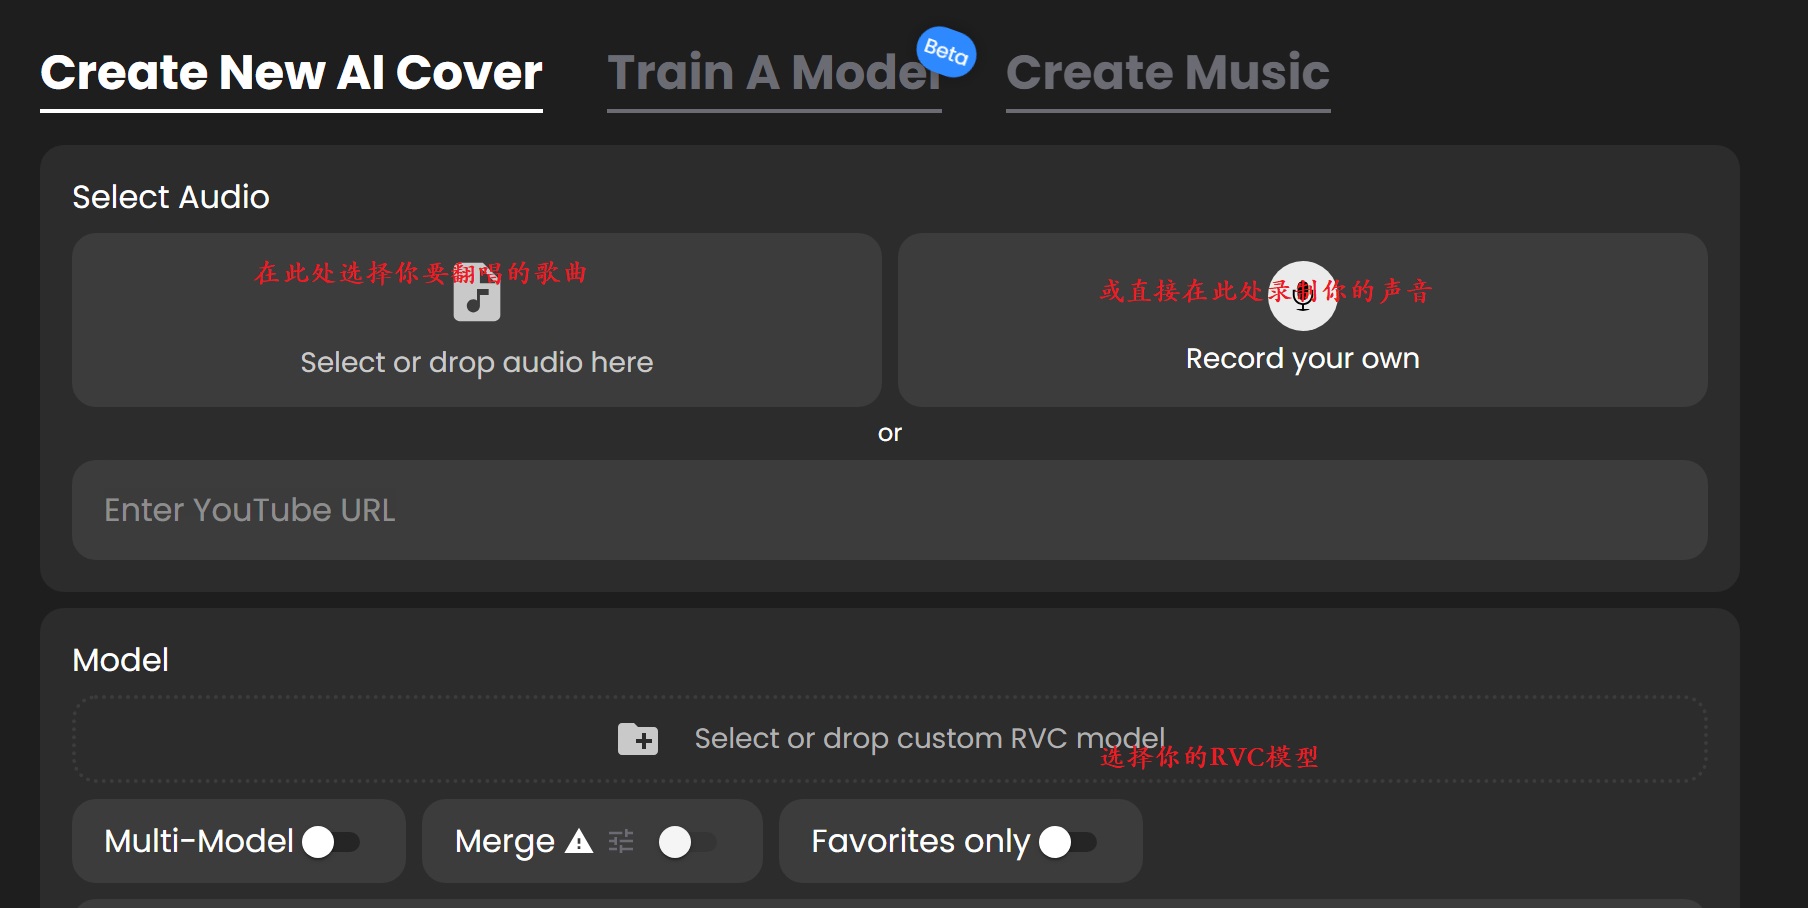 Create New AI Cover
Train A Model
Beta
Create Music
Select Audio
在此处选择你要翻唱的歌曲
Select or drop audio here
或直接在此处录制你的声音
Record your own
or
Enter YouTube URL
Model
Select or drop custom RVC model
选择你的RVC模型
Multi-Model
Merge
Favorites only